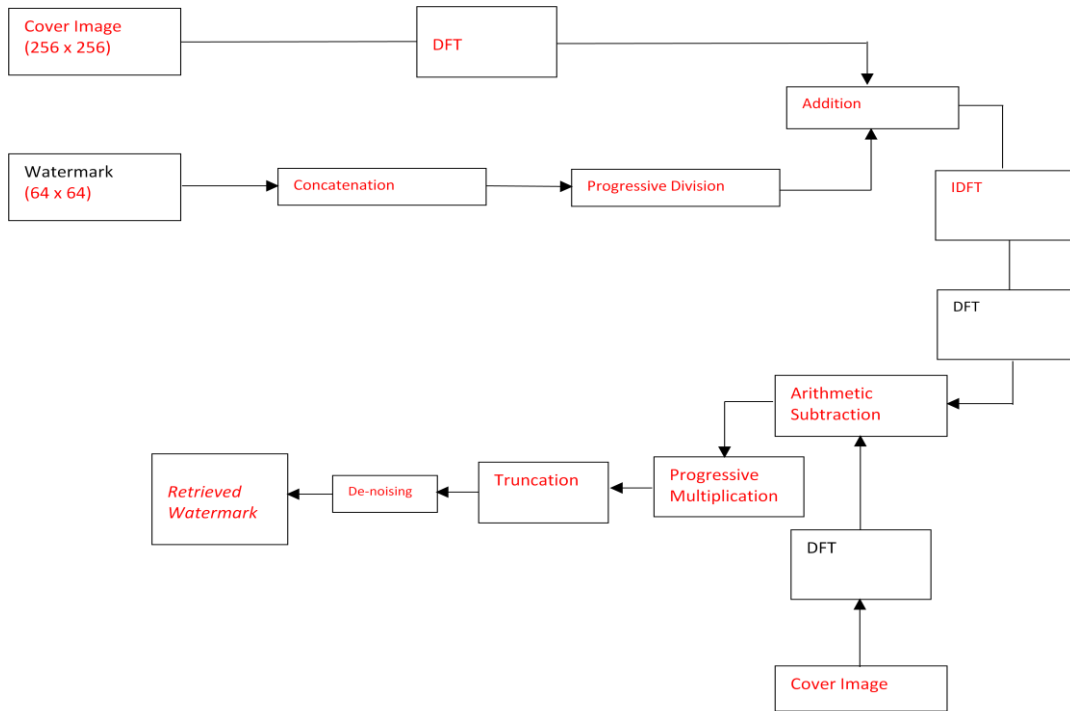 Cover Image
(256 x 256)
DFT
Addition
Watermark
(64 x 64)
Concatenation
Progressive Division
IDFT
DFT
Arithmetic
Subtraction
Progressive
Multiplication
Truncation
De-noising
Retrieved
Watermark
DFT
Cover Image